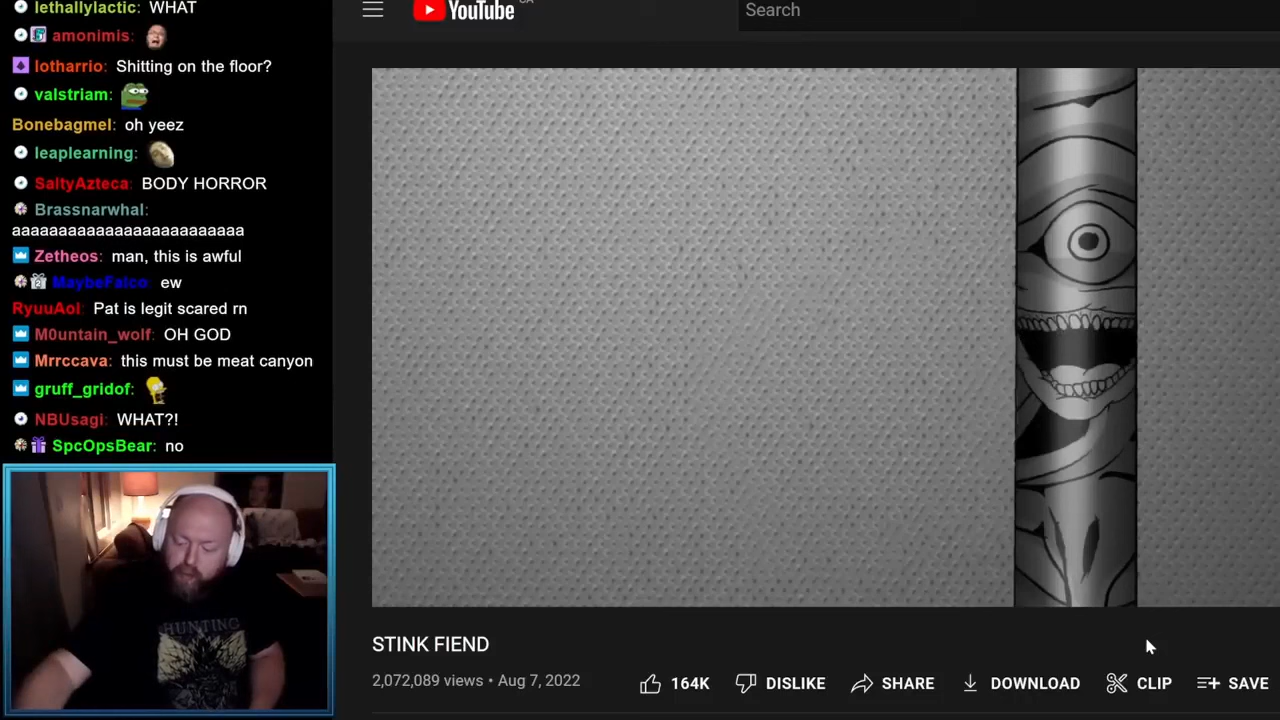 lethallylactic: WHAT
amonimis:
lotharrio: Shitting on the floor?
valstriam:
Bonebagmel: oh yeez
leaplearning:
SaltyAzteca: BODY HORROR
Brassnarwhal:
aaaaaaaaaaaaaaaaaaaaaaaaa
Zetheos: man, this is awful
MaybeFalco: ew
RyuuAoI: Pat is legit scared rn
M0untain_wolf: OH GOD
Mrrccava: this must be meat canyon
gruff_gridof:
NBUsagi: WHAT?!
SpcOpsBear: no
HUNTING
YouTube
Search
STINK FIEND
2,072,089 views • Aug 7, 2022
164K
DISLIKE
SHARE
DOWNLOAD
CLIP
SAVE